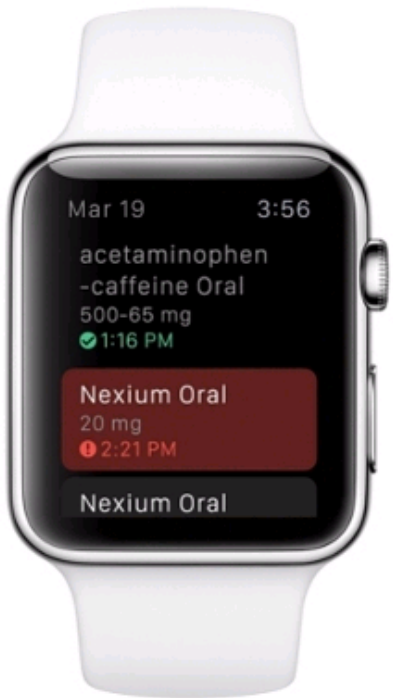 Mar 19 3:56
acetaminophen
-caffeine Oral
500-65 mg
1:16 PM
Nexium Oral
20 mg
2:21 PM
Nexium Oral